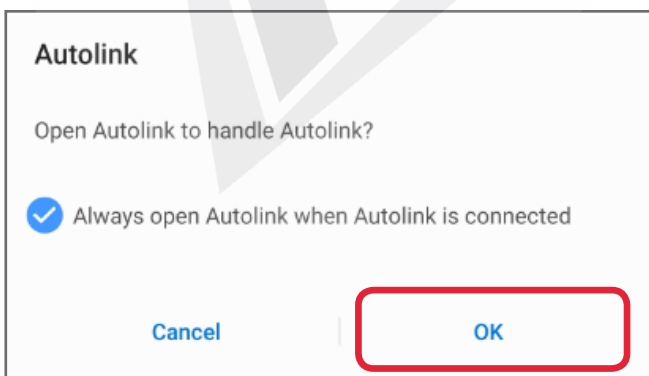 Autolink
Open Autolink to handle Autolink?
Always open Autolink when Autolink is connected
Cancel
OK